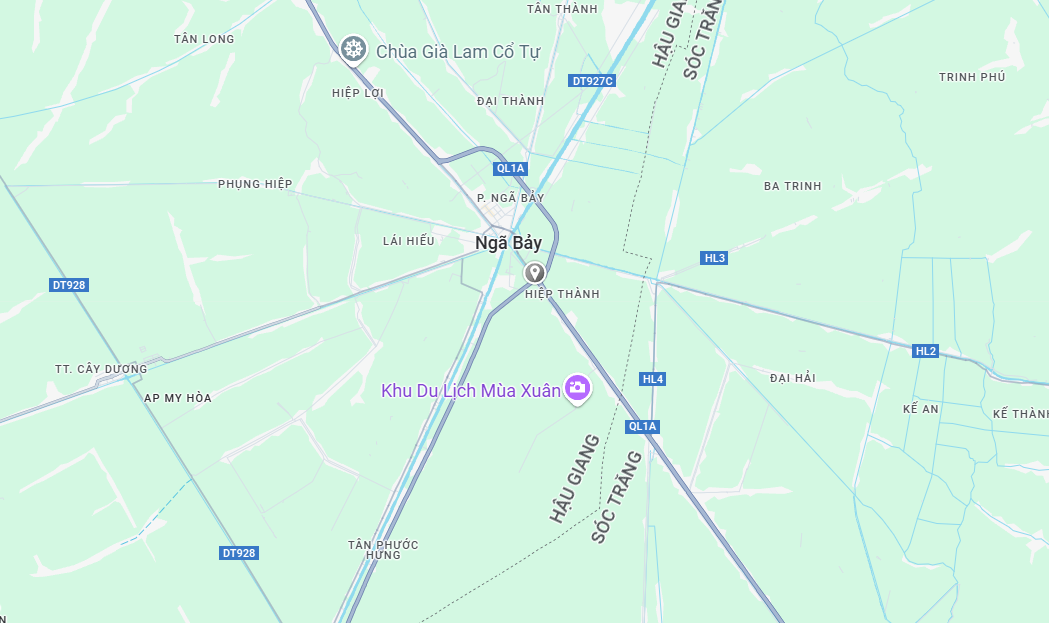 TÂN THÀNH
HẬU GIA
SÓC TRĂN
TÂN LONG
Chùa Già Lam Cổ Tự
DT927C
TRINH PHÚ
HIỆP LỢI
ĐẠI THÀNH
QL1A
PHỤNG HIỆP
BA TRINH
P. NGÃ BẢY
LÁI HIẾU
Ngã Bảy
HL3
DT928
HIỆP THÀNH
HL2
TT. CÂY DƯƠNG
HL4
ĐẠI HẢI
Khu Du Lịch Mùa Xuân
AP MY HÒA
KẾ AN
KẾ THÀNH
QL1A
HẬU GIANG
SÓC TRĂNG
DT928
TÂN PHƯỚC
HƯNG
N